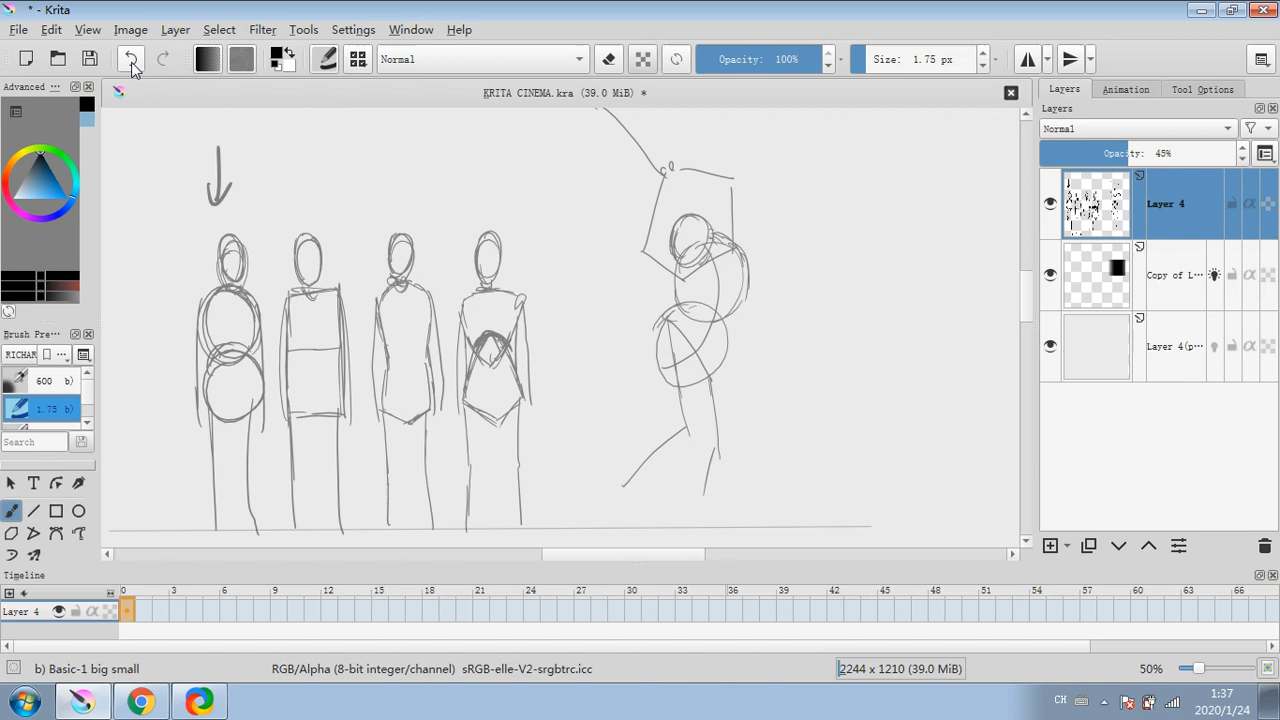 * - Krita
File Edit View Image Layer Select Filter Tools Settings Window Help
Normal
Opacity: 100%
Size: 1.75 px
Advanced ...
KRITA CINEMA.kra (39.0 MiB) *
Layers Animation Tool Options
Layers
Normal
Opacity: 45%
Layer 4
Copy of L...
Layer 4(p...
Brush Pre...
RICHAR
600 b)
1.75 b)
Search
Timeline
0 3 6 9 12 15 18 21 24 27 30 33 36 39 42 45 48 51 54 57 60 63 66
Layer 4
b) Basic-1 big small
RGB/Alpha (8-bit integer/channel) sRGB-elle-V2-srgbtrc.icc
2244 x 1210 (39.0 MiB)
50%
CH
1:37
2020/1/24